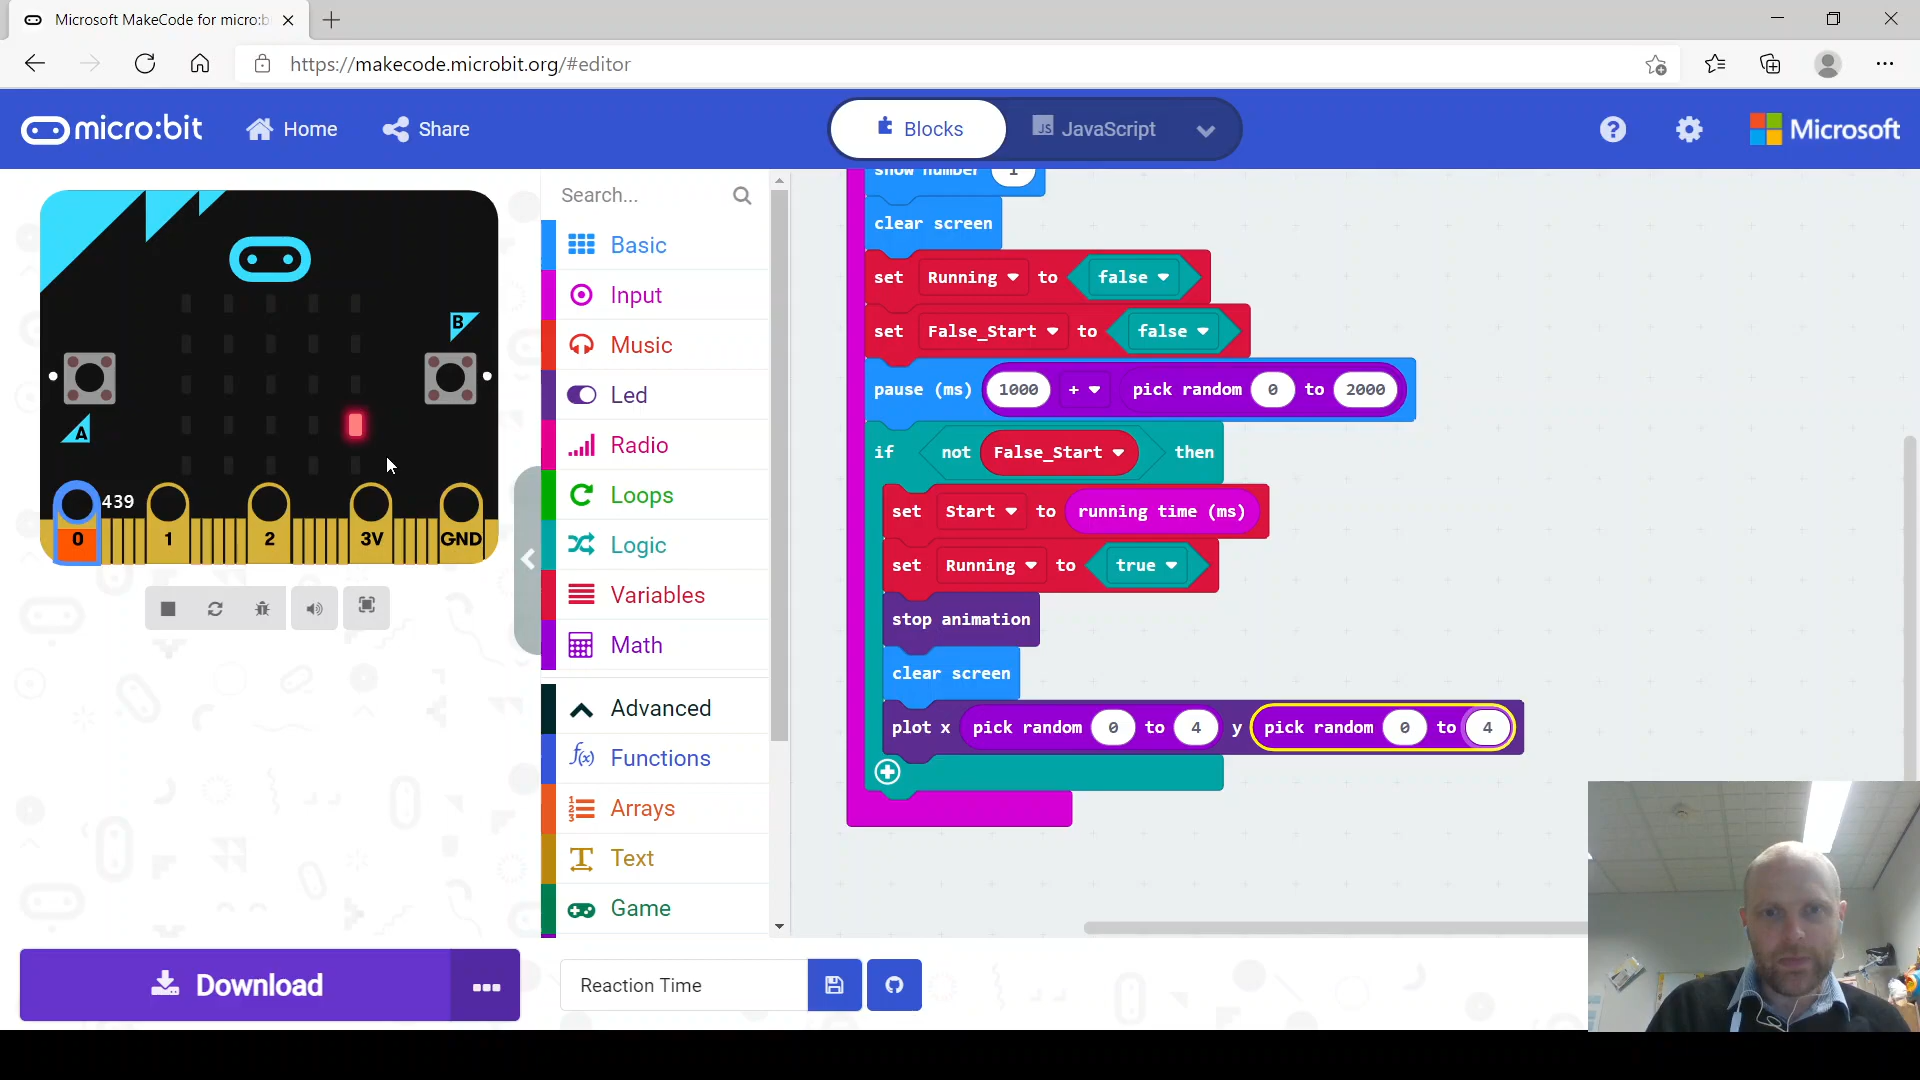 Microsoft MakeCode for micro:b
https://makecode.microbit.org/#editor
micro:bit
Home
Share
Blocks
JS JavaScript
?
Microsoft
B
A
439
0
1
2
3V
GND
Download
Search...
Basic
Input
Music
Led
Radio
Loops
Logic
Variables
Math
Advanced
f(x) Functions
Arrays
Text
Game
show number 1
clear screen
set Running to false
set False_Start to false
pause (ms) 1000 + pick random 0 to 2000
if not False_Start then
set Start to running time (ms)
set Running to true
stop animation
clear screen
plot x pick random 0 to 4 y pick random 0 to 4
Reaction Time